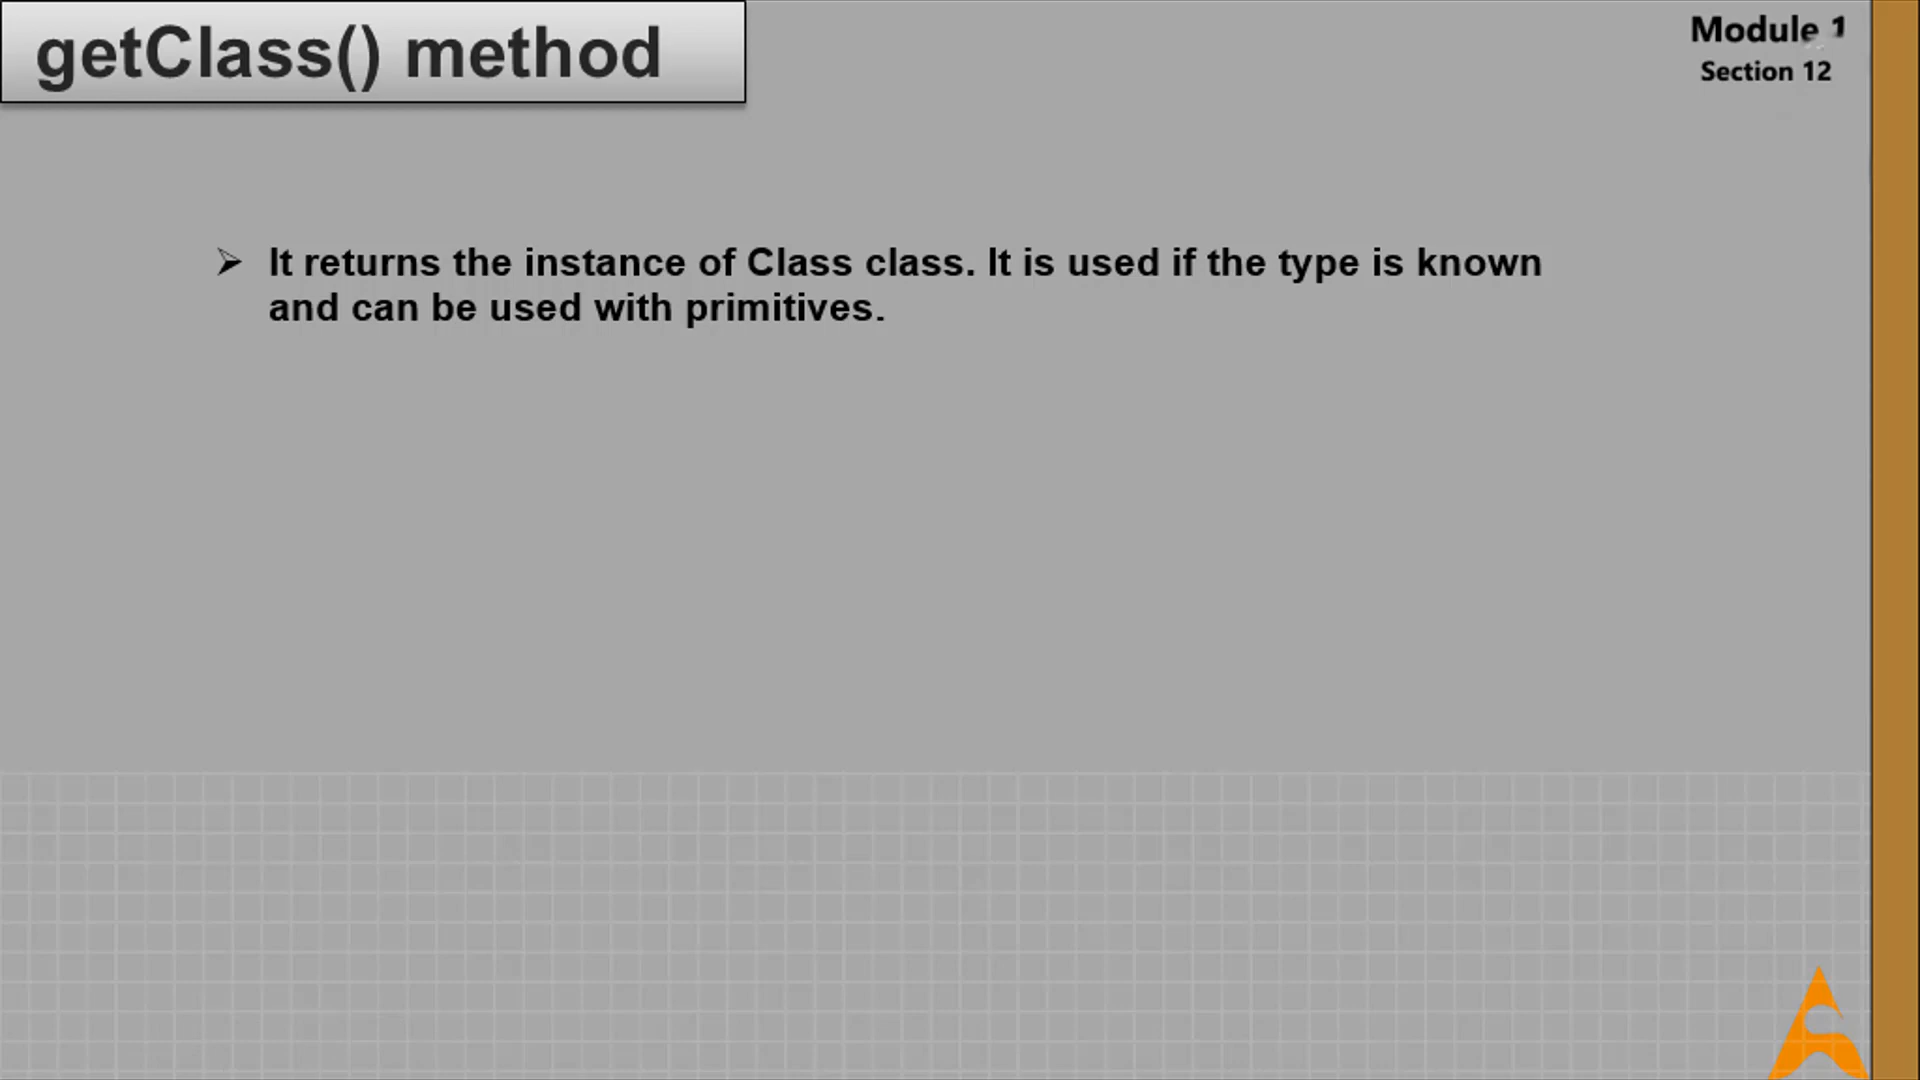 getClass() method
Module 1
Section 12
➢ It returns the instance of Class class. It is used if the type is known
and can be used with primitives.